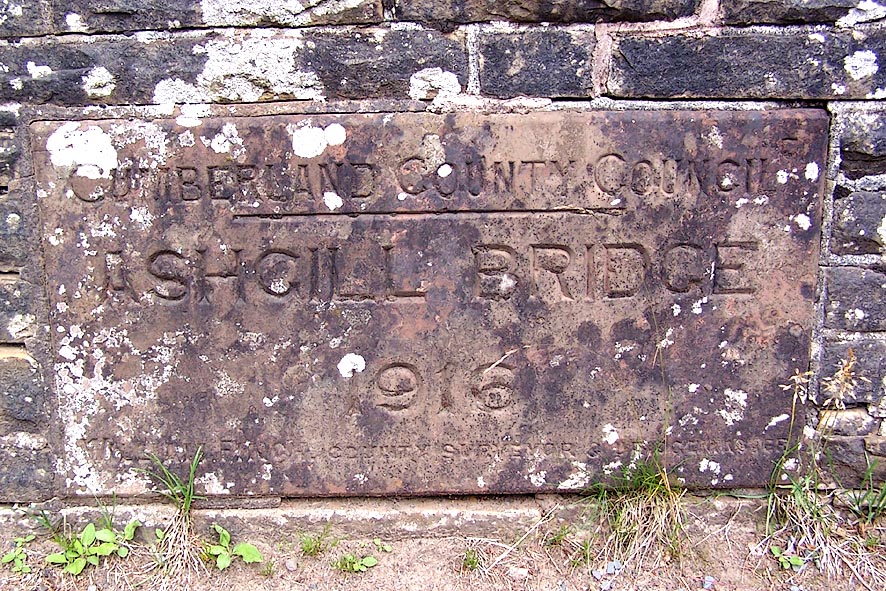 CUMBERLAND COUNTY COUNCIL
ASHGILL BRIDGE
1916
COUNTY SURVEYOR &